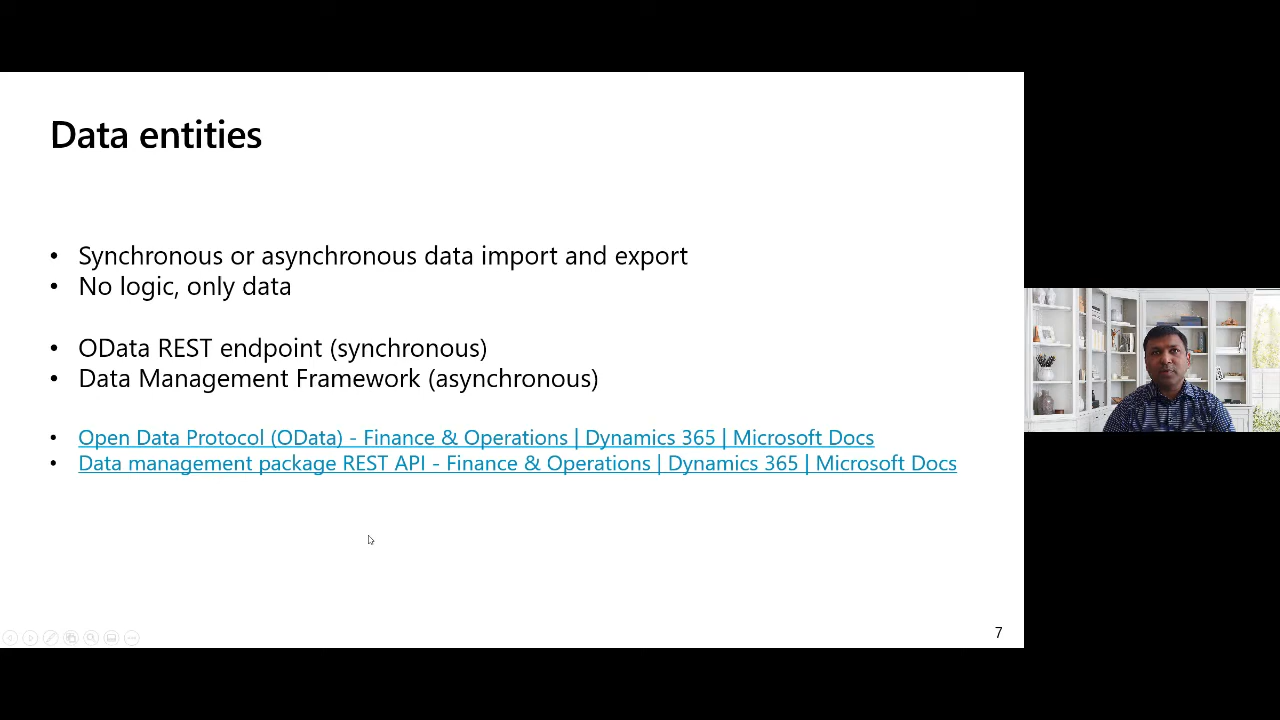 Data entities
• Synchronous or asynchronous data import and export
• No logic, only data
• OData REST endpoint (synchronous)
• Data Management Framework (asynchronous)
• Open Data Protocol (OData) - Finance & Operations | Dynamics 365 | Microsoft Docs
• Data management package REST API - Finance & Operations | Dynamics 365 | Microsoft Docs
7